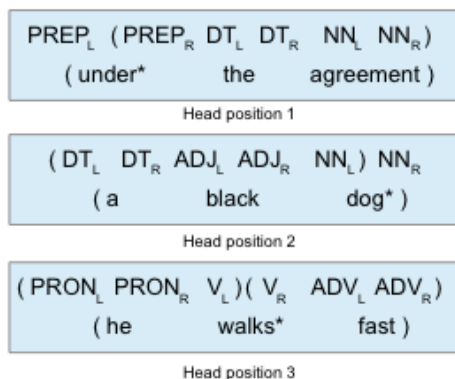 PREP_L (PREP_R DT_L DT_R NN_L NN_R)
( under* the agreement )
Head position 1
( DT_L DT_R ADJ_L ADJ_R NN_L ) NN_R
( a black dog* )
Head position 2
( PRON_L PRON_R V_L )( V_R ADV_L ADV_R )
( he walks* fast )
Head position 3